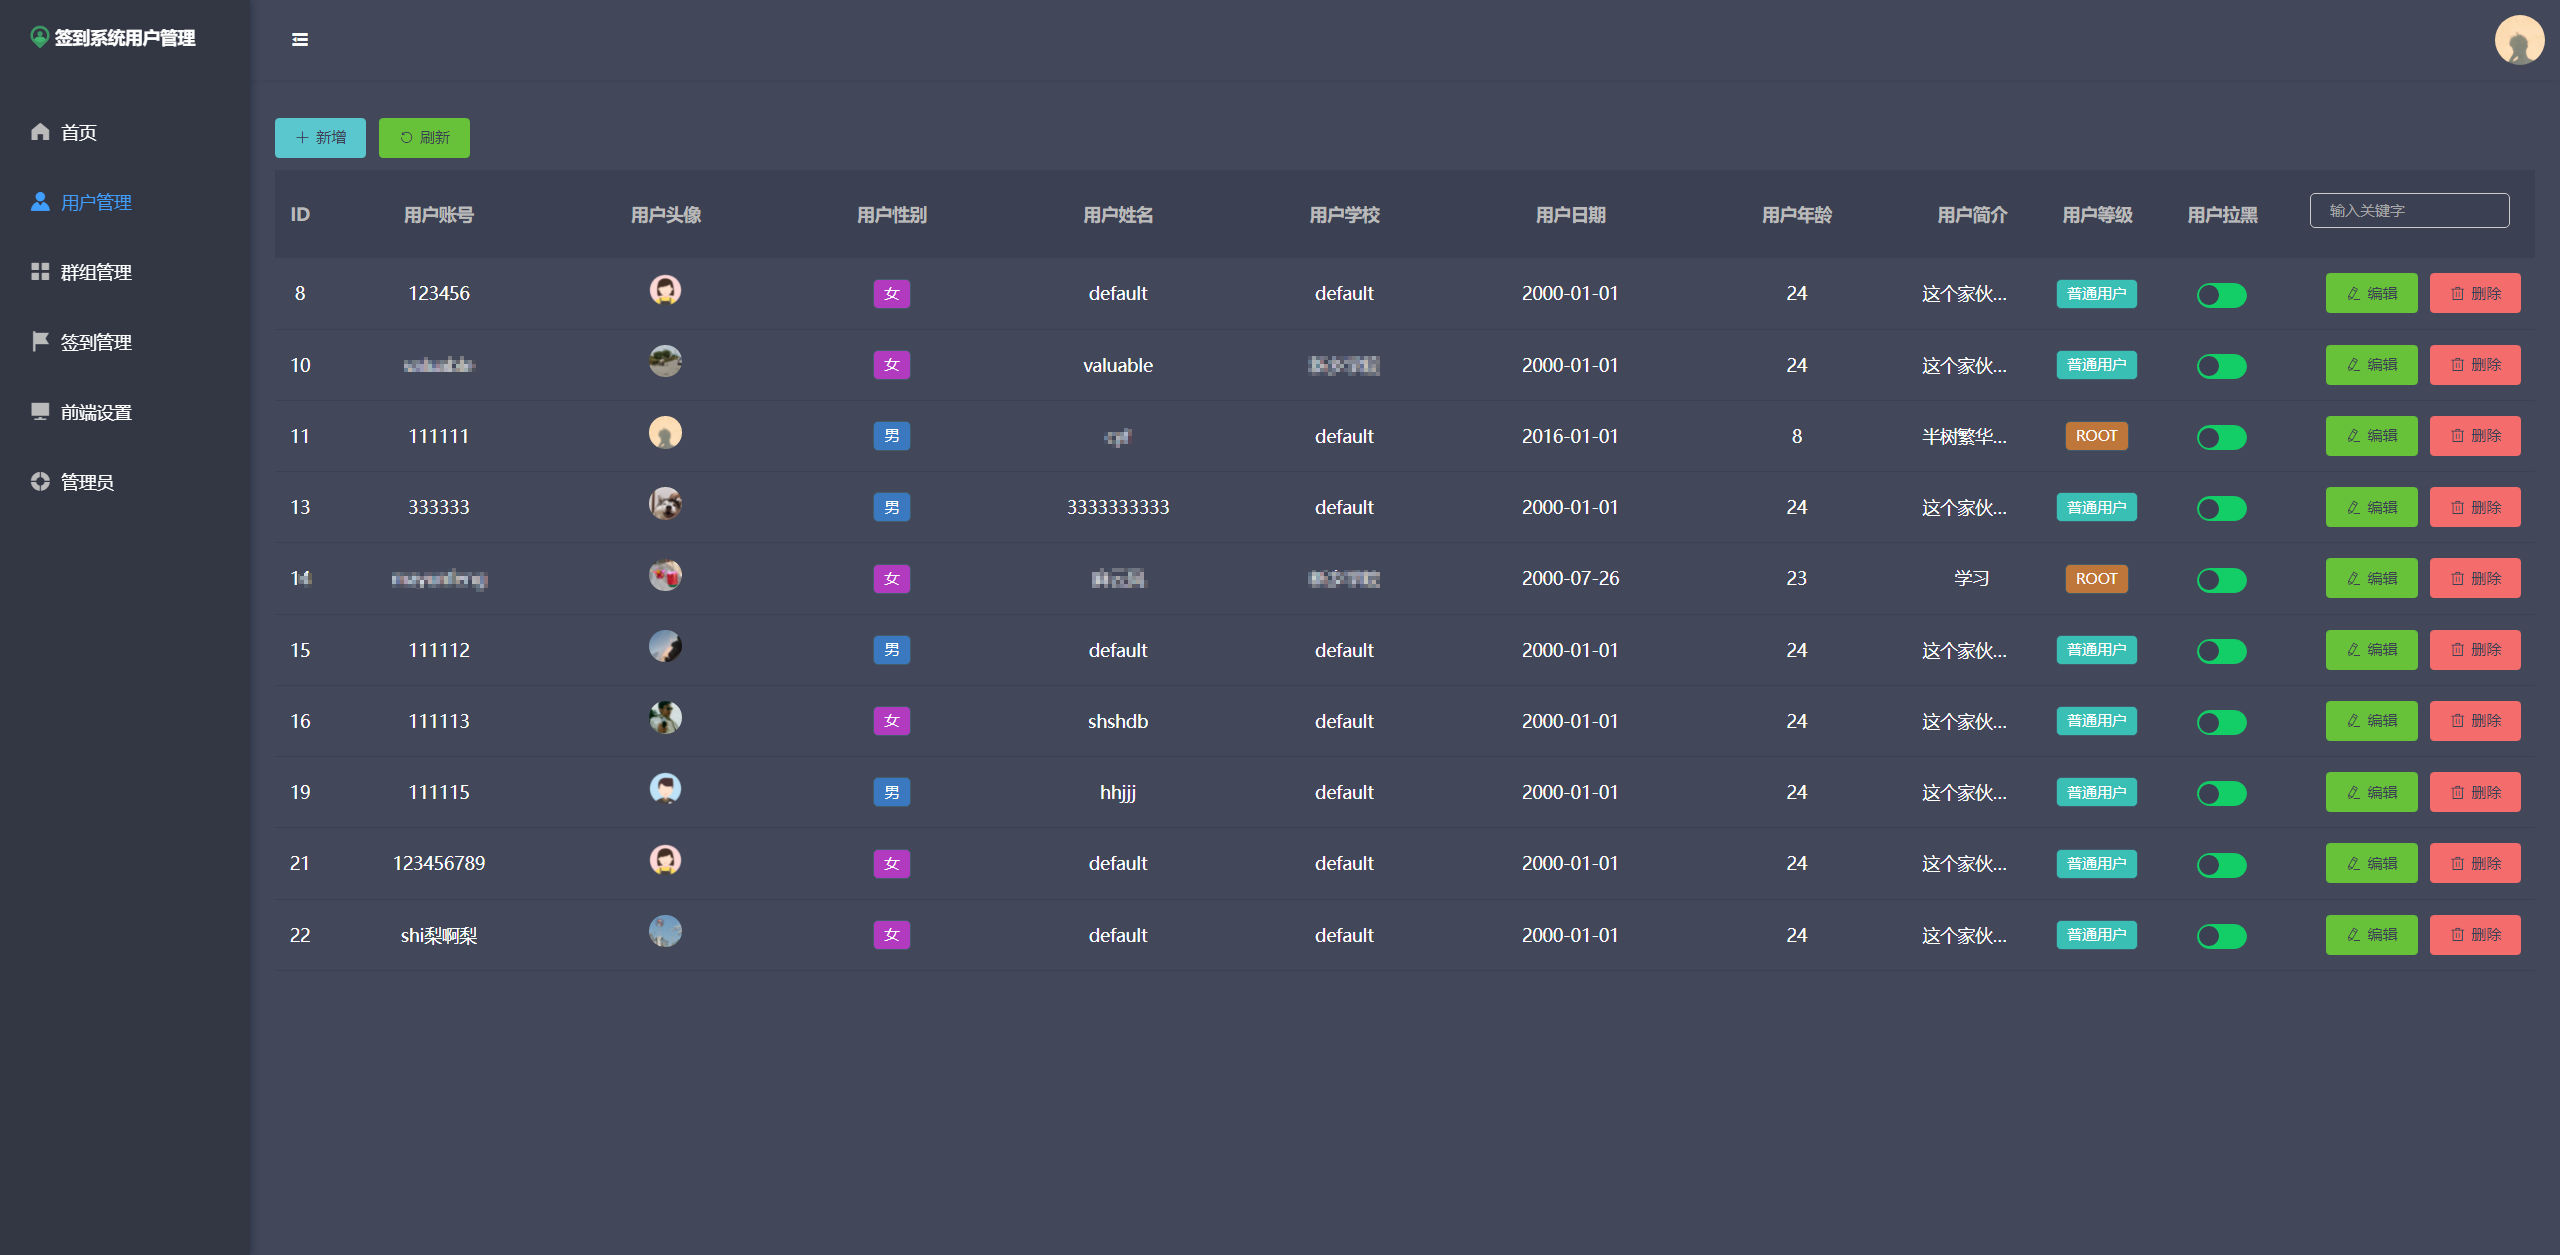 签到系统用户管理
首页
用户管理
群组管理
签到管理
前端设置
管理员
新增 刷新
ID 用户账号 用户头像 用户性别 用户姓名 用户学校 用户日期 用户年龄 用户简介 用户等级 用户拉黑 输入关键字
8 123456 女 default default 2000-01-01 24 这个家伙... 普通用户 编辑 删除
10 女 valuable 2000-01-01 24 这个家伙... 普通用户 编辑 删除
11 111111 男 default 2016-01-01 8 半树繁华... ROOT 编辑 删除
13 333333 男 3333333333 default 2000-01-01 24 这个家伙... 普通用户 编辑 删除
14 女 2000-07-26 23 学习 ROOT 编辑 删除
15 111112 男 default default 2000-01-01 24 这个家伙... 普通用户 编辑 删除
16 111113 女 shshdb default 2000-01-01 24 这个家伙... 普通用户 编辑 删除
19 111115 男 hhjjj default 2000-01-01 24 这个家伙... 普通用户 编辑 删除
21 123456789 女 default default 2000-01-01 24 这个家伙... 普通用户 编辑 删除
22 shi梨啊梨 女 default default 2000-01-01 24 这个家伙... 普通用户 编辑 删除